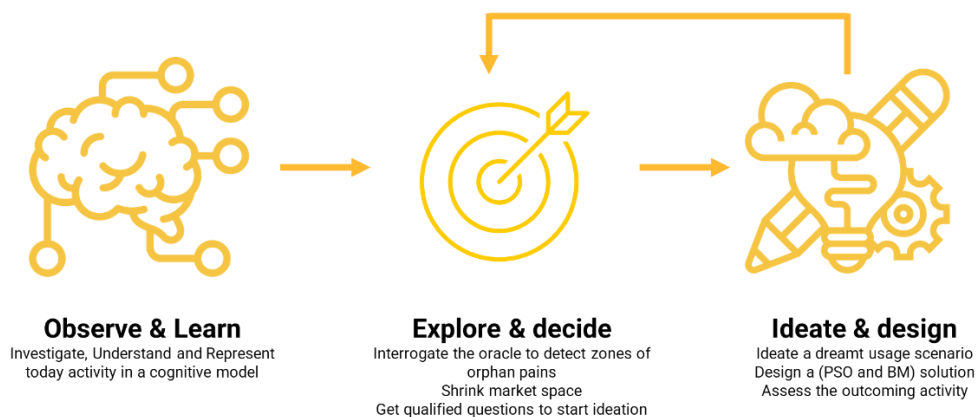 Observe & Learn
Investigate, Understand and Represent
today activity in a cognitive model
Explore & decide
Interrogate the oracle to detect zones of
orphan pains
Shrink market space
Get qualified questions to start ideation
Ideate & design
Ideate a dreamt usage scenario
Design a (PSO and BM) solution
Assess the outcoming activity